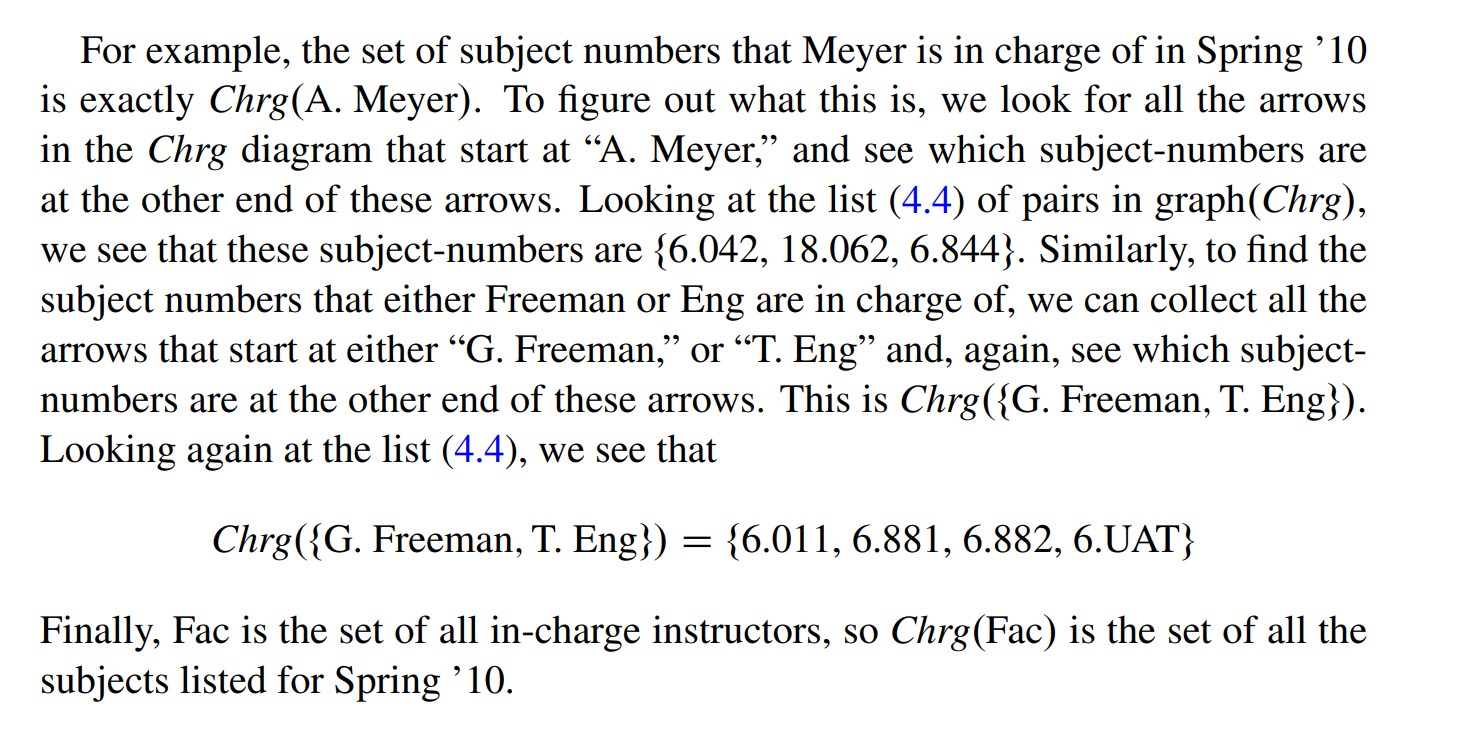 For example, the set of subject numbers that Meyer is in charge of in Spring ’10
is exactly Chrg(A. Meyer). To figure out what this is, we look for all the arrows
in the Chrg diagram that start at “A. Meyer,” and see which subject-numbers are
at the other end of these arrows. Looking at the list (4.4) of pairs in graph(Chrg),
we see that these subject-numbers are {6.042, 18.062, 6.844}. Similarly, to find the
subject numbers that either Freeman or Eng are in charge of, we can collect all the
arrows that start at either “G. Freeman,” or “T. Eng” and, again, see which subject-
numbers are at the other end of these arrows. This is Chrg({G. Freeman, T. Eng}).
Looking again at the list (4.4), we see that
Chrg({G. Freeman, T. Eng}) = {6.011, 6.881, 6.882, 6.UAT}
Finally, Fac is the set of all in-charge instructors, so Chrg(Fac) is the set of all the
subjects listed for Spring ’10.